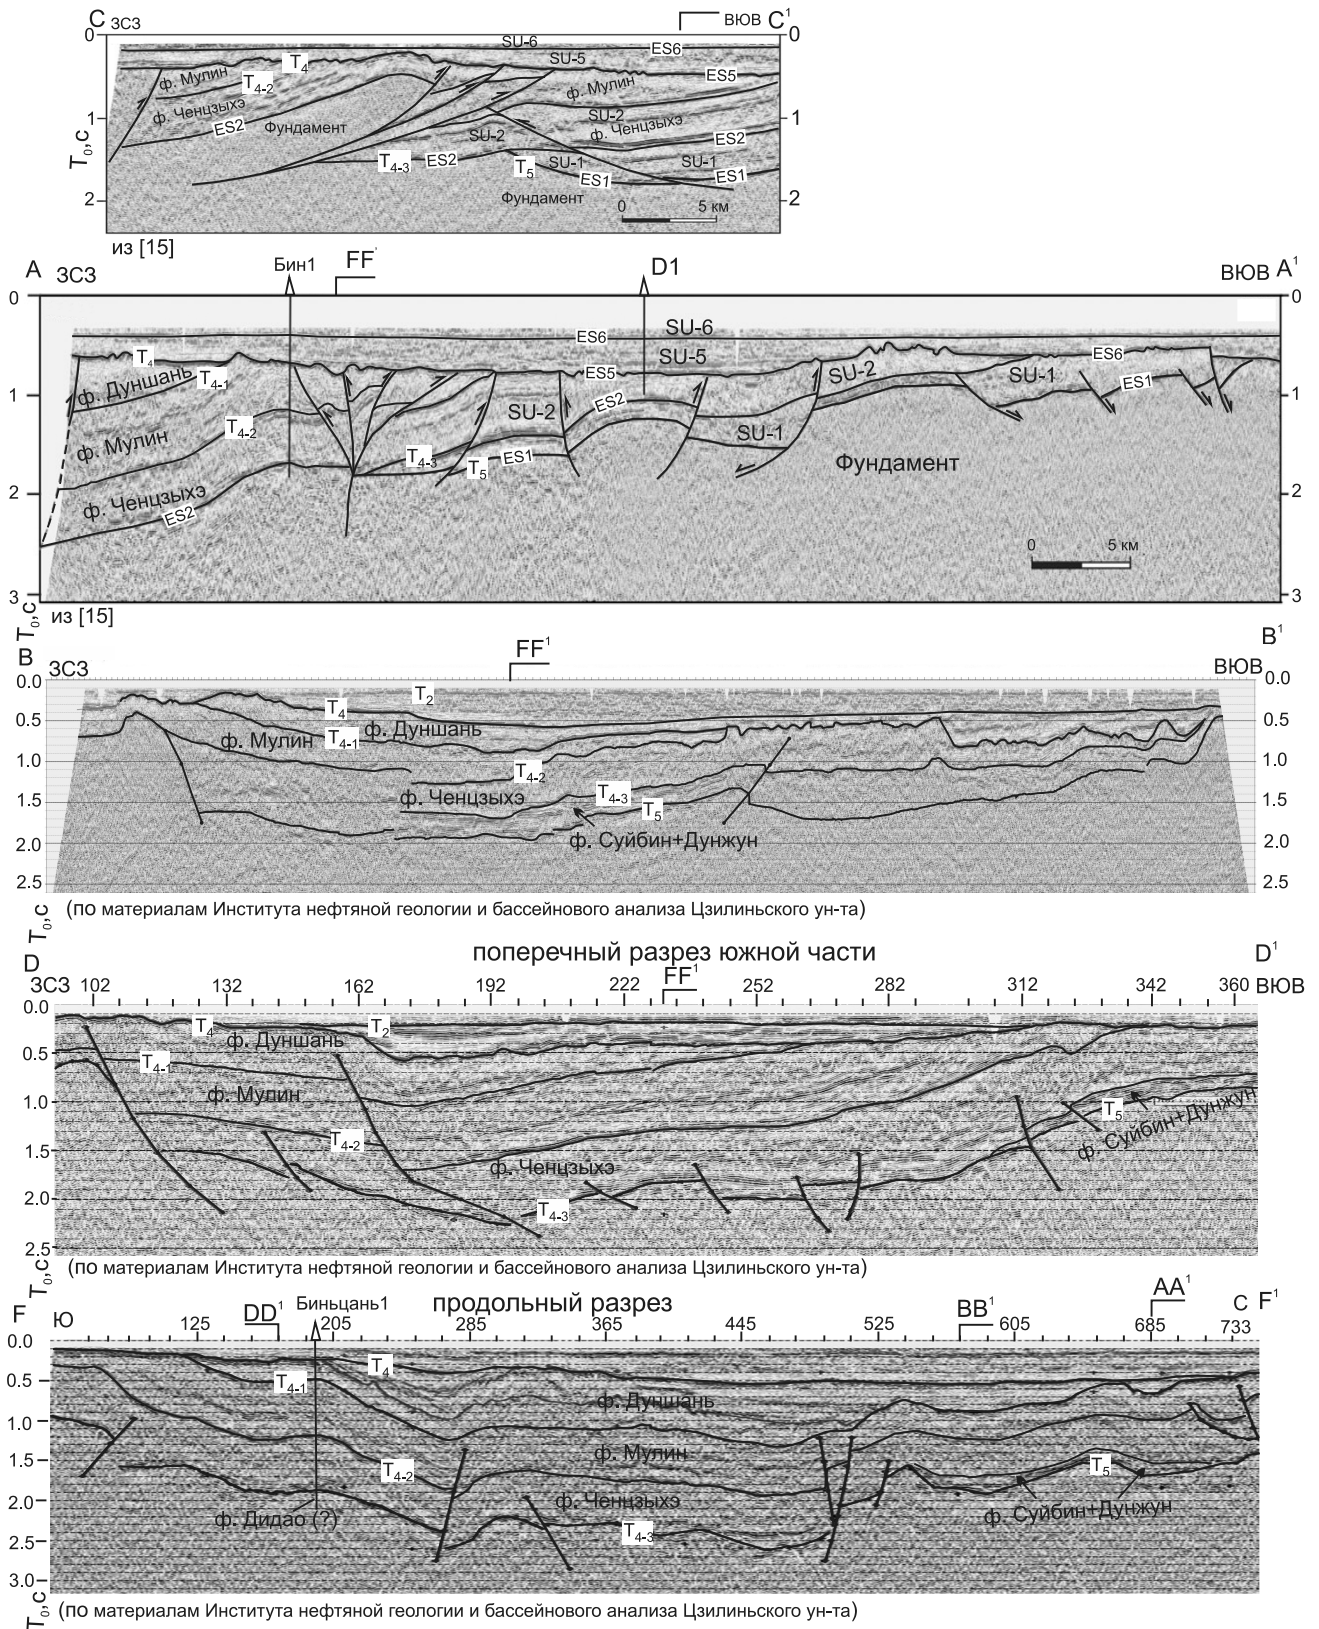 C ЗСЗ ВЮВ C¹
0 SU-6 ES6 0
T₄ SU-5 ES5
ф. Мулин T₄₋₂ ф. Мулин
ф. Ченцзыхэ SU-2
1 ES2 Фундамент SU-2 ф. Ченцзыхэ ES2 1
T₀,с
T₄₋₃ ES2 T₅ SU-1 SU-1
ES1 ES1
2 Фундамент 0 5 км 2
из [15]
A ЗСЗ Бин1 FF' D1 ВЮВ A¹
0 0
ES6 SU-6
T₄ SU-5 ES6
ф. Дуншань T₄₋₁ ES5 SU-2 SU-1 ES1
1 ES2 1
T₄₋₂ SU-2
ф. Мулин T₄₋₃ T₅ ES1 SU-1
Фундамент
2 ф. Ченцзыхэ 2
ES2
0 5 км
3 3
T₀,с из [15]
B ЗСЗ FF¹ ВЮВ B¹
0.0 T₂ 0.0
T₄
0.5 ф. Дуншань 0.5
ф. Мулин T₄₋₁
1.0 T₄₋₂ 1.0
ф. Ченцзыхэ T₄₋₃
1.5 T₅ 1.5
2.0 ф. Суйбин+Дунжун 2.0
2.5 2.5
T₀,с (по материалам Института нефтяной геологии и бассейнового анализа Цзилиньского ун-та)
поперечный разрез южной части
D D¹
ЗСЗ 102 132 162 192 222 FF¹ 252 282 312 342 360 ВЮВ
0.0
T₄ T₂
ф. Дуншань
0.5 T₄₋₁
ф. Мулин
1.0 T₅
T₄₋₂ ф. Суйбин+Дунжун
1.5 ф. Ченцзыхэ
2.0 T₄₋₃
2.5
T₀,с (по материалам Института нефтяной геологии и бассейнового анализа Цзилиньского ун-та)
продольный разрез
F Ю 125 DD¹ Биньцань1 205 285 365 445 525 BB¹ 605 AA¹ 685 733 С F¹
0.0
T₄
0.5 T₄₋₁
ф. Дуншань
1.0
ф. Мулин
1.5 T₄₋₂ T₅
ф. Ченцзыхэ
2.0 ф. Дидао (?) ф. Суйбин+Дунжун
T₄₋₃
2.5
3.0
T₀,с (по материалам Института нефтяной геологии и бассейнового анализа Цзилиньского ун-та)